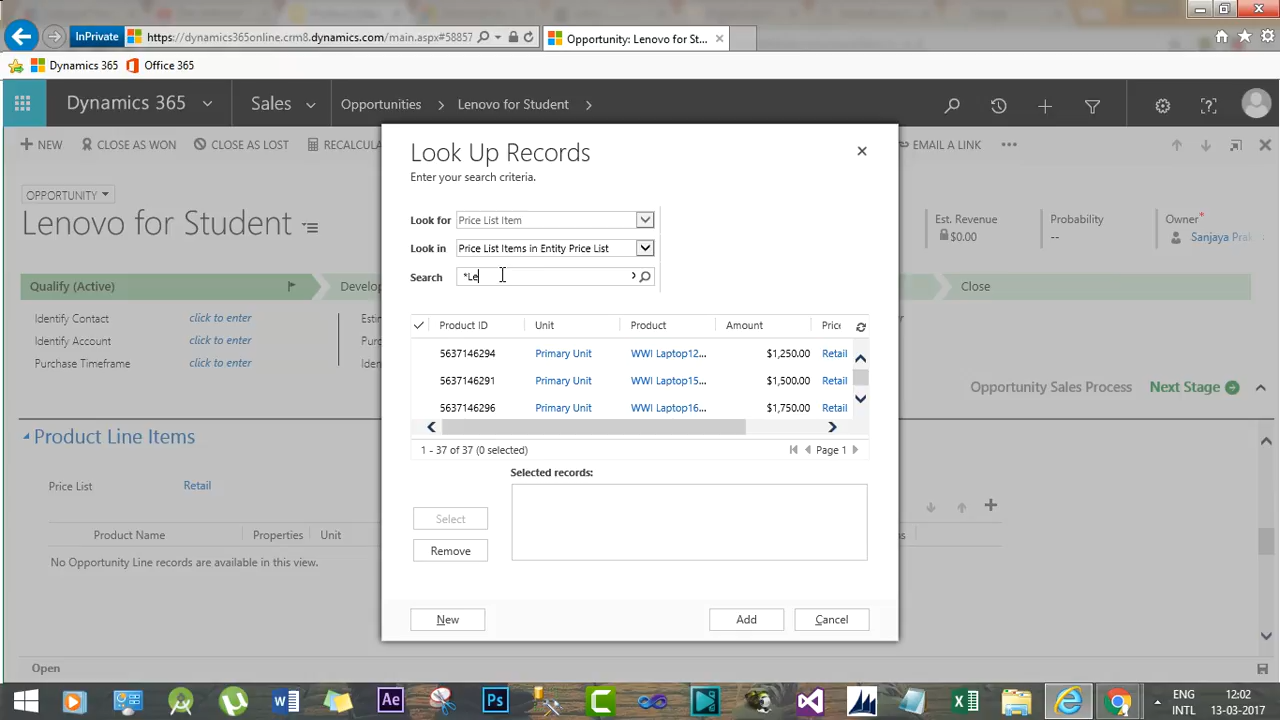 InPrivate
https://dynamics365online.crm8.dynamics.com/main.aspx#58857
Opportunity: Lenovo for St...
Dynamics 365
Office 365
Dynamics 365
Sales
Opportunities
Lenovo for Student
+ NEW
CLOSE AS WON
CLOSE AS LOST
RECALCULA
EMAIL A LINK
OPPORTUNITY
Lenovo for Student
Est. Revenue
$0.00
Probability
--
Owner*
Sanjaya Prak
Qualify (Active)
Develo
Close
Identify Contact click to enter
Identify Account click to enter
Purchase Timeframe click to enter
Opportunity Sales Process
Next Stage
Product Line Items
Price List Retail
Product Name Properties Unit
No Opportunity Line records are available in this view.
Open
Look Up Records
Enter your search criteria.
Look for Price List Item
Look in Price List Items in Entity Price List
Search *Le
Product ID Unit Product Amount Price
5637146294 Primary Unit WWI Laptop12... $1,250.00 Retail
5637146291 Primary Unit WWI Laptop15... $1,500.00 Retail
5637146296 Primary Unit WWI Laptop16... $1,750.00 Retail
1 - 37 of 37 (0 selected)
Page 1
Selected records:
Select
Remove
New
Add
Cancel
Ae
Ps
ENG
INTL
12:02
13-03-2017